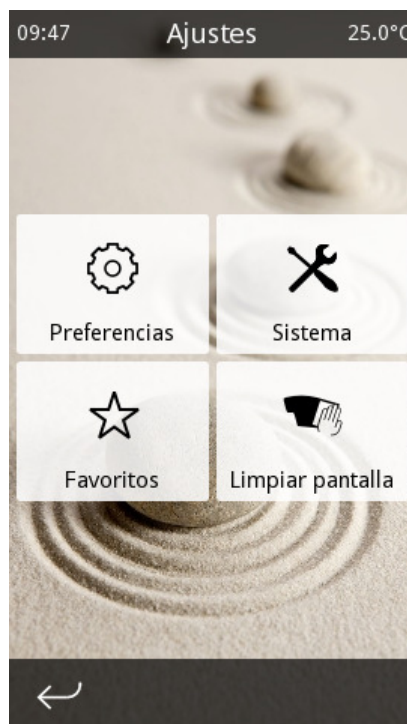 09:47 Ajustes 25.0°C
Preferencias Sistema
Favoritos Limpiar pantalla